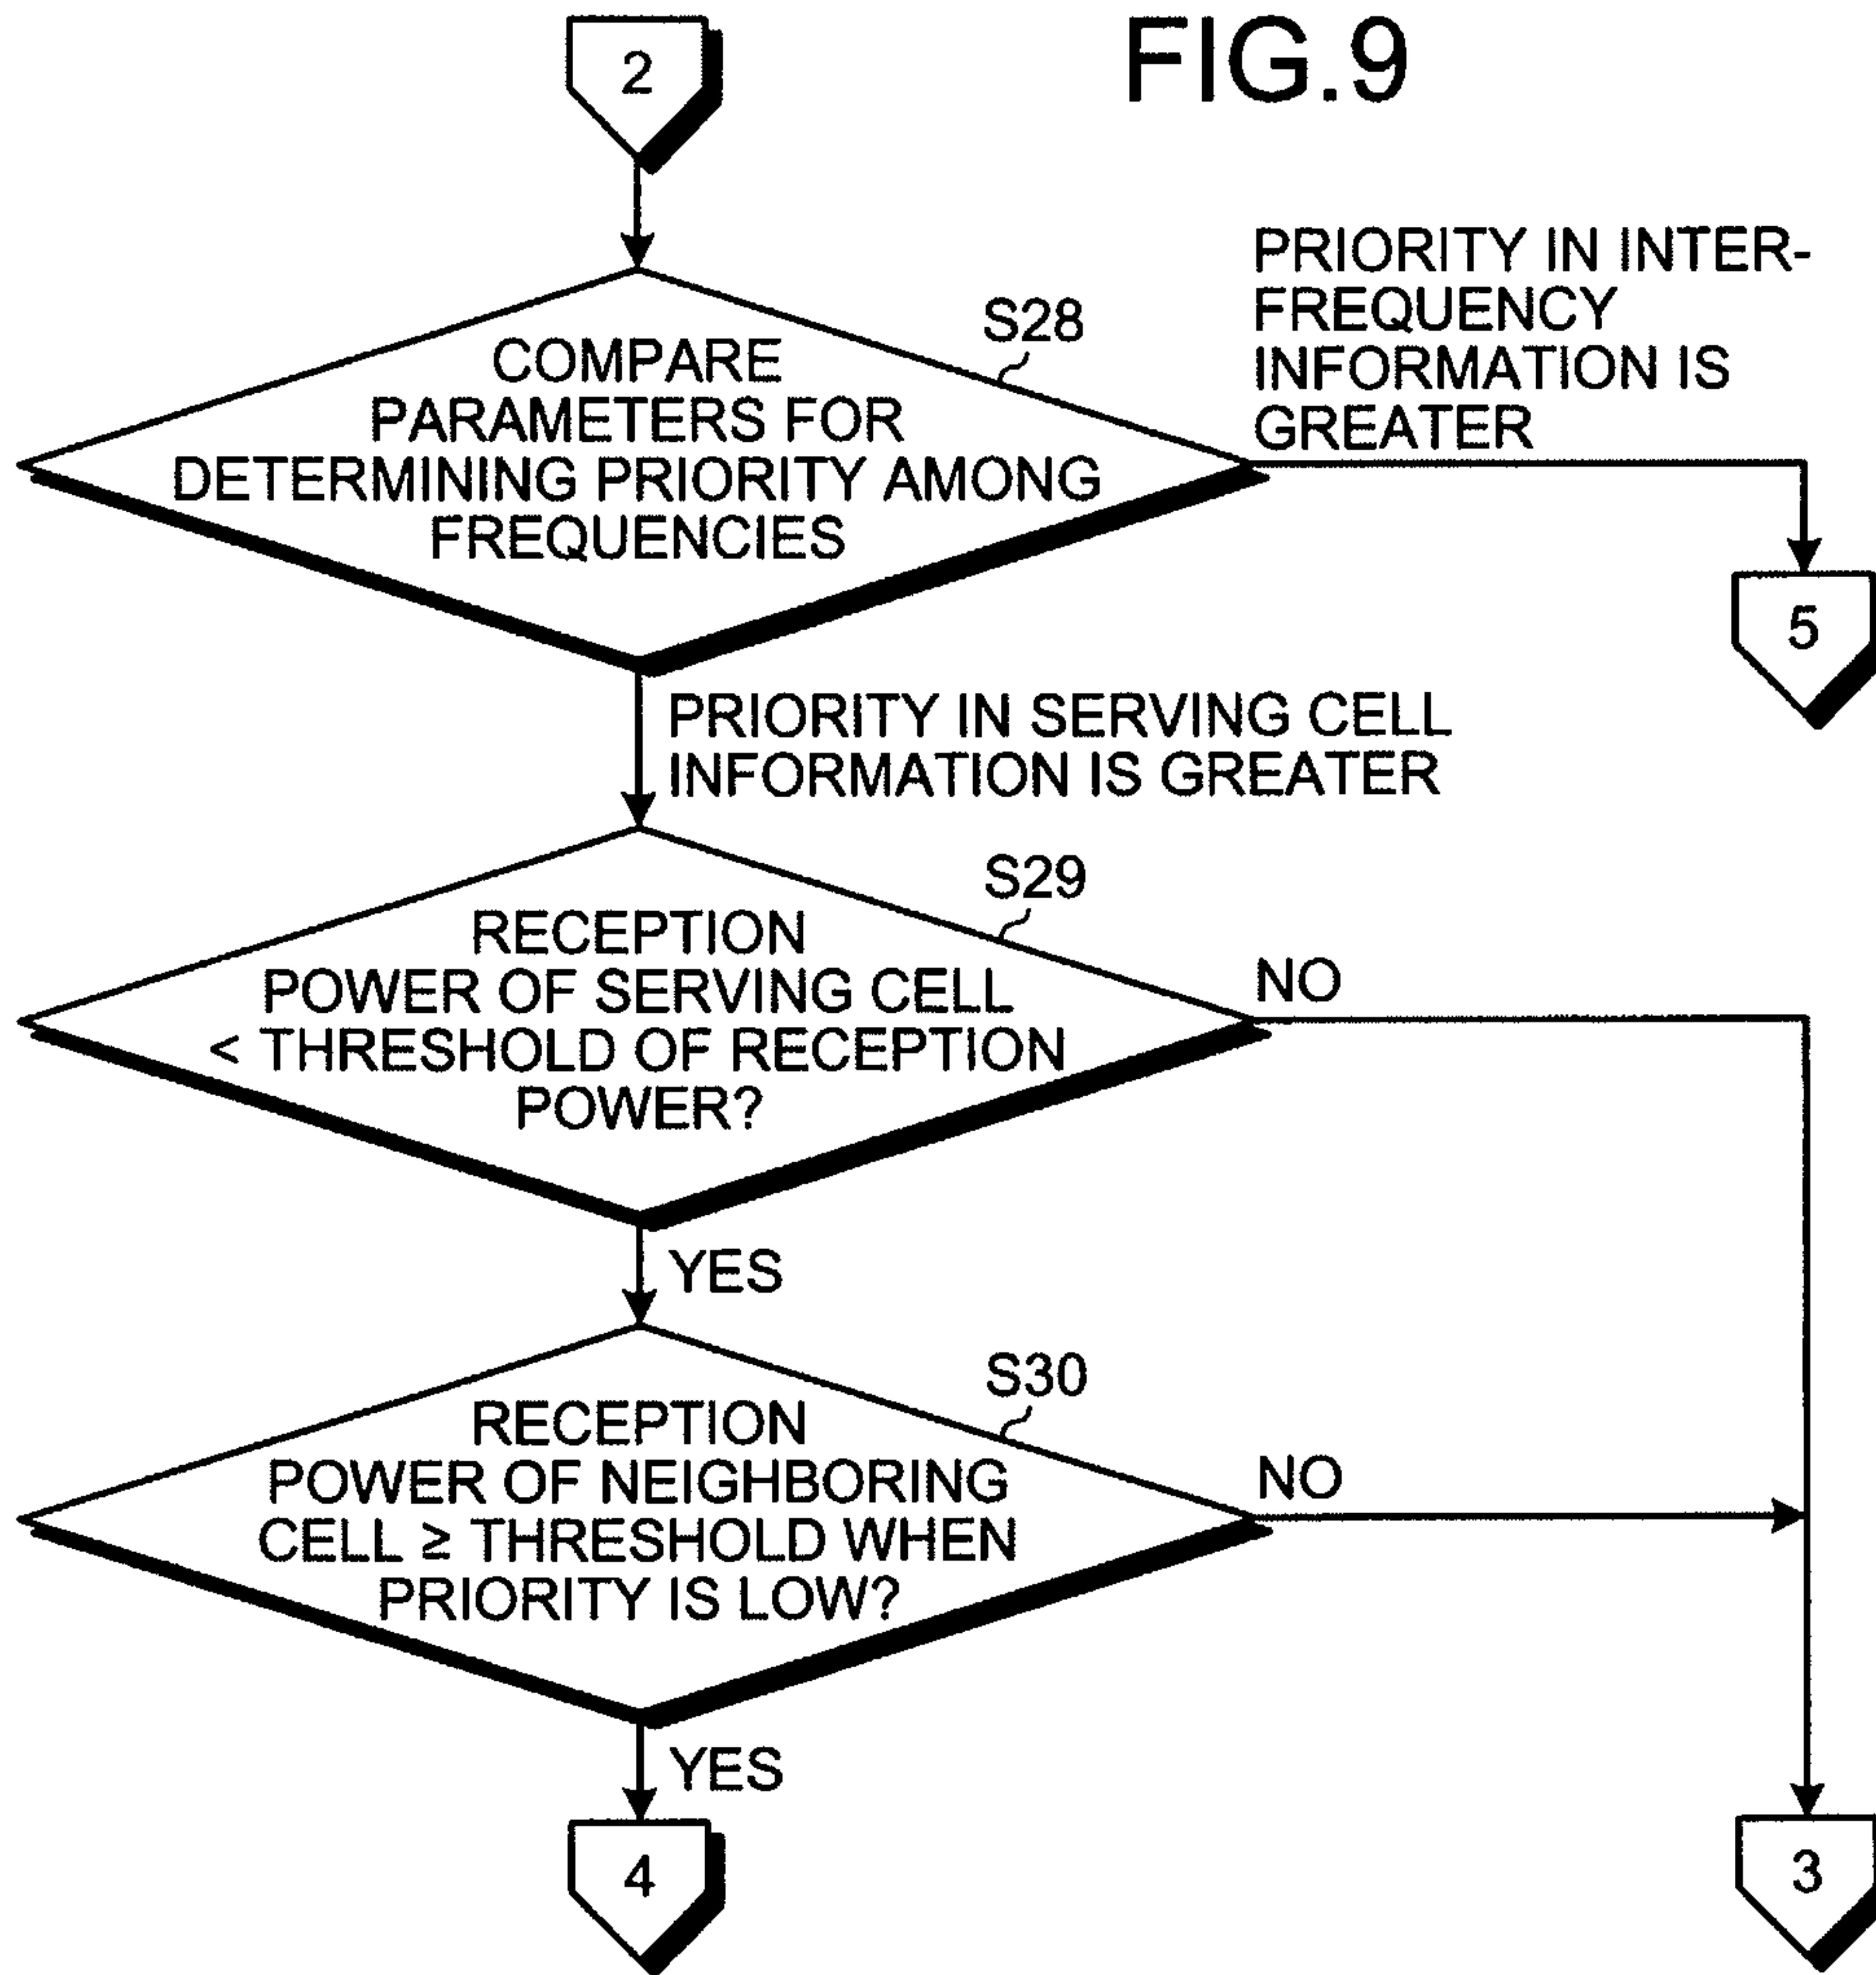 FIG.9
2
S28
COMPARE
PARAMETERS FOR
DETERMINING PRIORITY AMONG
FREQUENCIES
PRIORITY IN INTER-
FREQUENCY
INFORMATION IS
GREATER
5
PRIORITY IN SERVING CELL
INFORMATION IS GREATER
S29
RECEPTION
POWER OF SERVING CELL
< THRESHOLD OF RECEPTION
POWER?
NO
YES
S30
RECEPTION
POWER OF NEIGHBORING
CELL ≥ THRESHOLD WHEN
PRIORITY IS LOW?
NO
YES
4
3